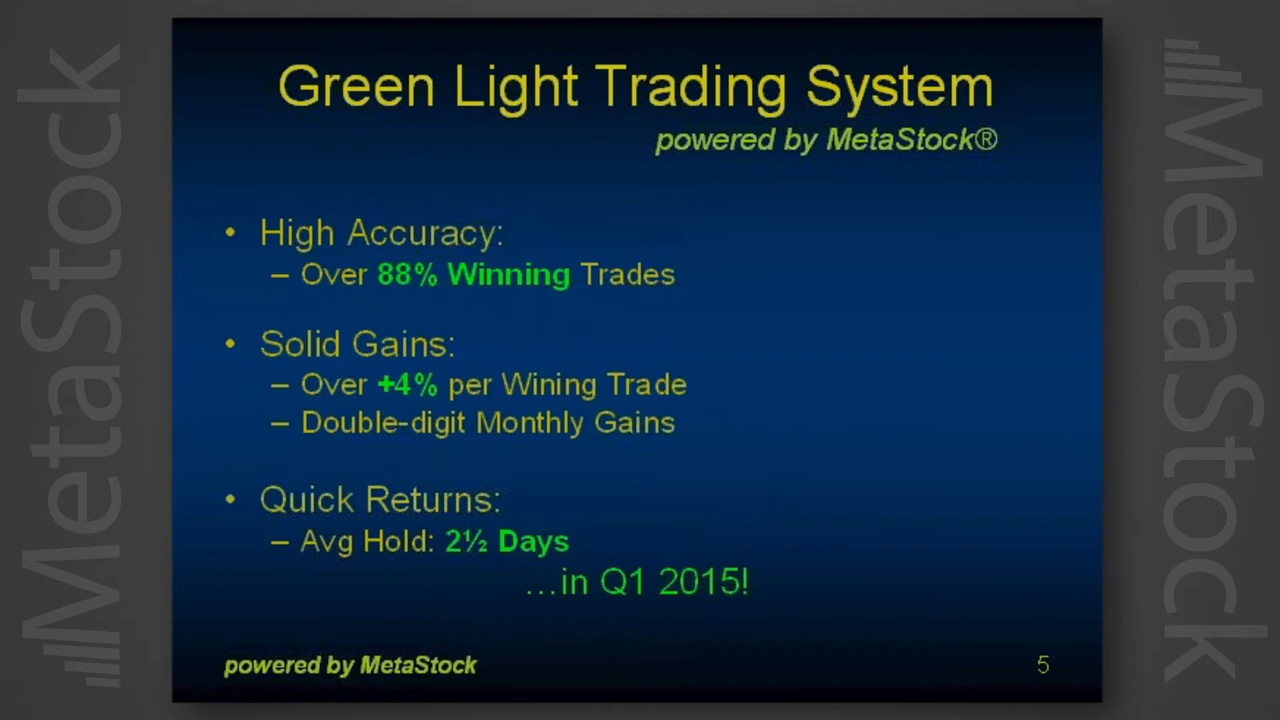 MetaStock
Green Light Trading System
powered by MetaStock®
• High Accuracy:
– Over 88% Winning Trades
• Solid Gains:
– Over +4% per Wining Trade
– Double-digit Monthly Gains
• Quick Returns:
– Avg Hold: 2½ Days
…in Q1 2015!
powered by MetaStock
5
MetaStock